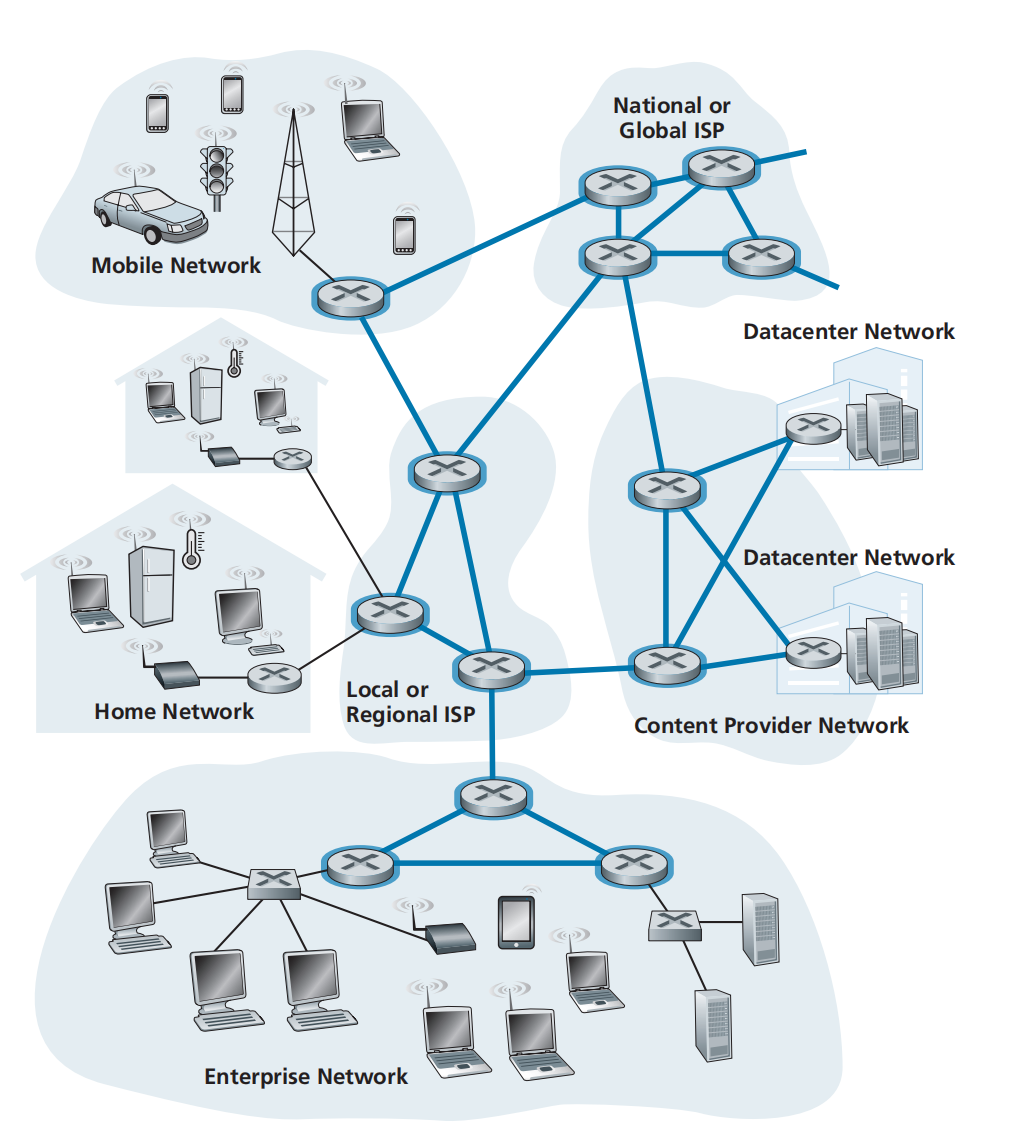 National or
Global ISP
Mobile Network
Datacenter Network
Datacenter Network
Home Network
Local or
Regional ISP
Content Provider Network
Enterprise Network